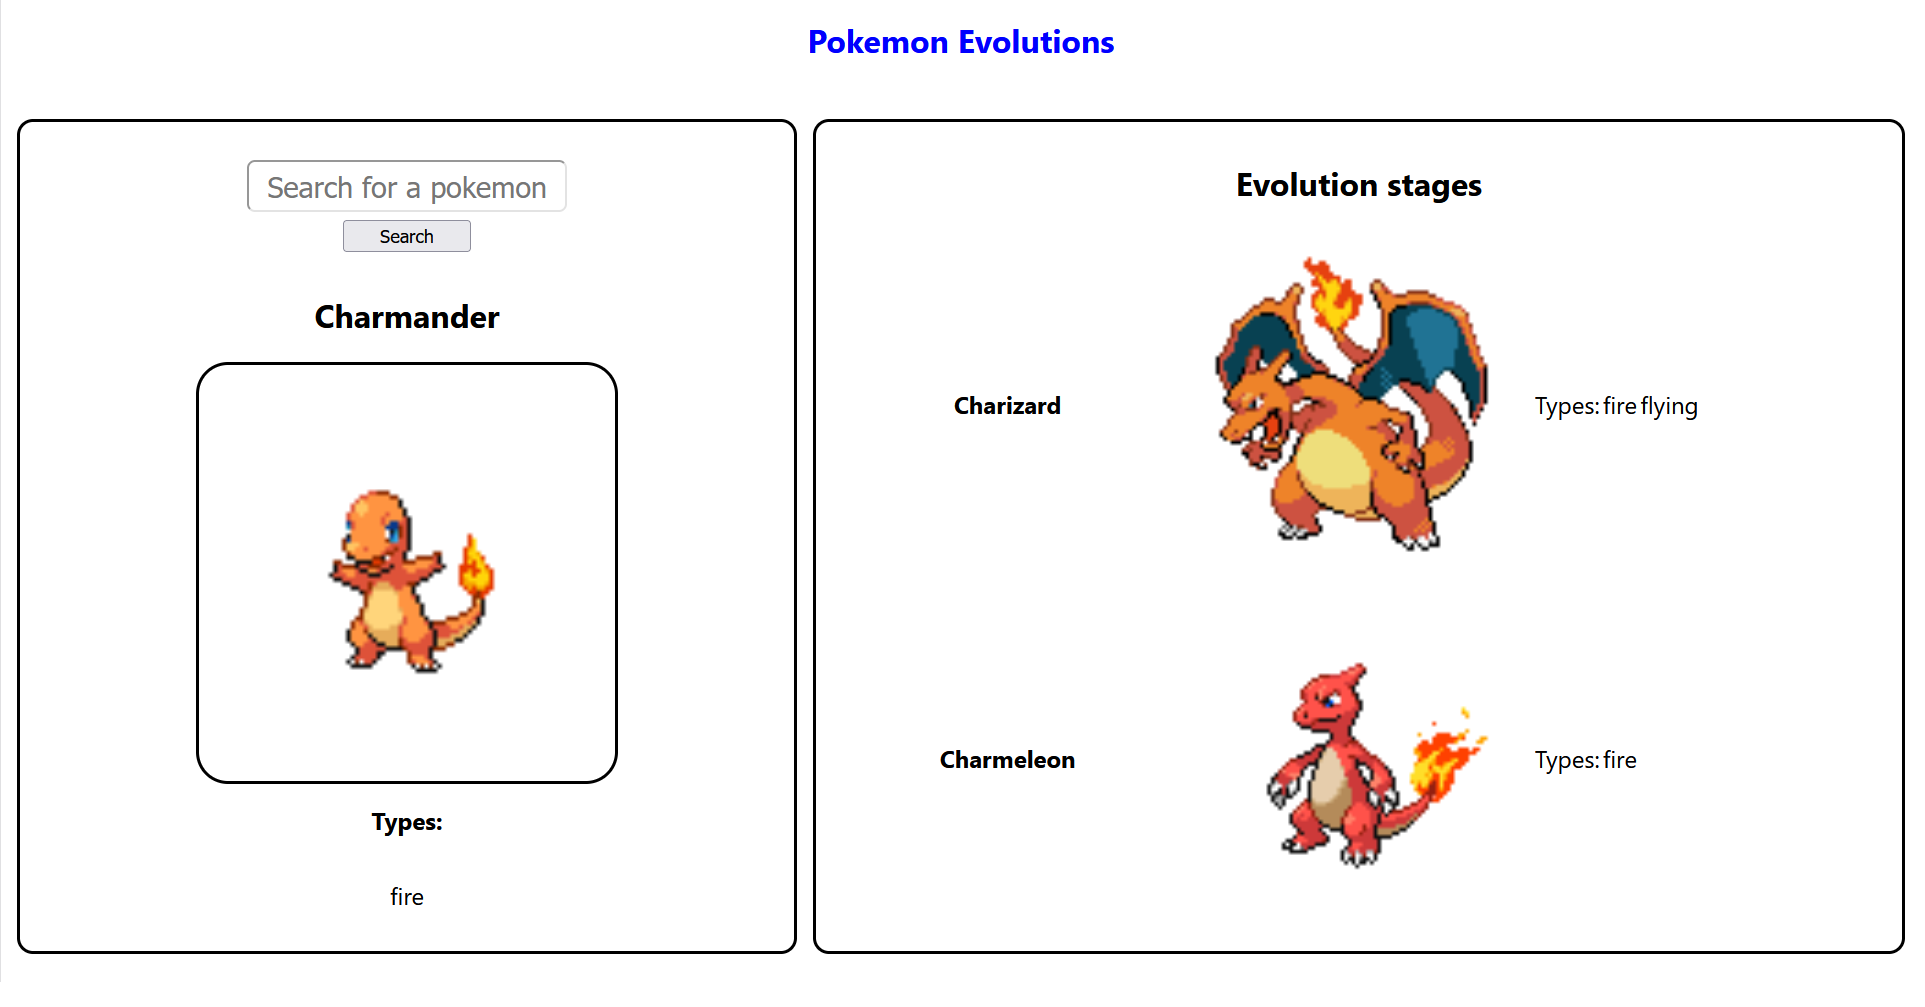 Pokemon Evolutions
Search for a pokemon
Search
Charmander
Types:
fire
Evolution stages
Charizard
Types: fire flying
Charmeleon
Types: fire